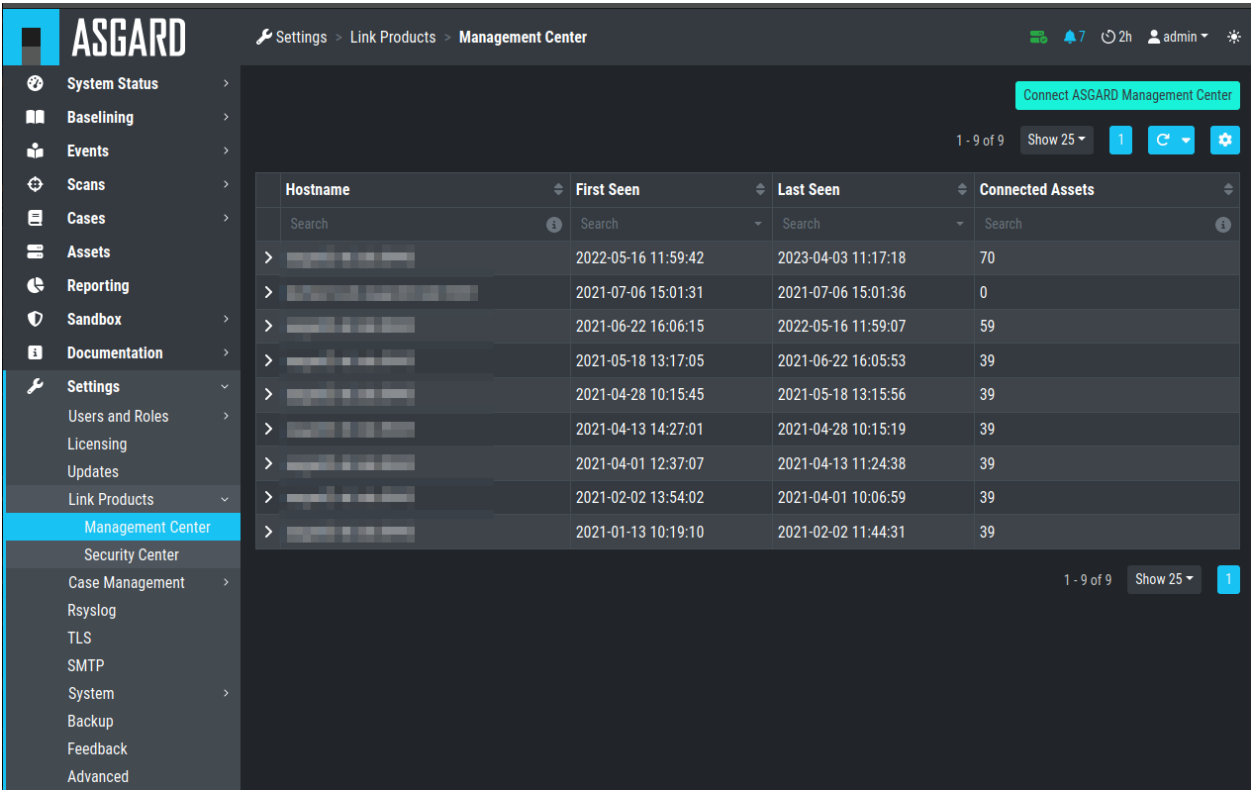 ASGARD
Settings > Link Products > Management Center
7 2h admin
System Status
Baselining
Events
Scans
Cases
Assets
Reporting
Sandbox
Documentation
Settings
Users and Roles
Licensing
Updates
Link Products
Management Center
Security Center
Case Management
Rsyslog
TLS
SMTP
System
Backup
Feedback
Advanced
Connect ASGARD Management Center
1 - 9 of 9 Show 25 1
Hostname First Seen Last Seen Connected Assets
Search Search Search Search
2022-05-16 11:59:42 2023-04-03 11:17:18 70
2021-07-06 15:01:31 2021-07-06 15:01:36 0
2021-06-22 16:06:15 2022-05-16 11:59:07 59
2021-05-18 13:17:05 2021-06-22 16:05:53 39
2021-04-28 10:15:45 2021-05-18 13:15:56 39
2021-04-13 14:27:01 2021-04-28 10:15:19 39
2021-04-01 12:37:07 2021-04-13 11:24:38 39
2021-02-02 13:54:02 2021-04-01 10:06:59 39
2021-01-13 10:19:10 2021-02-02 11:44:31 39
1 - 9 of 9 Show 25 1